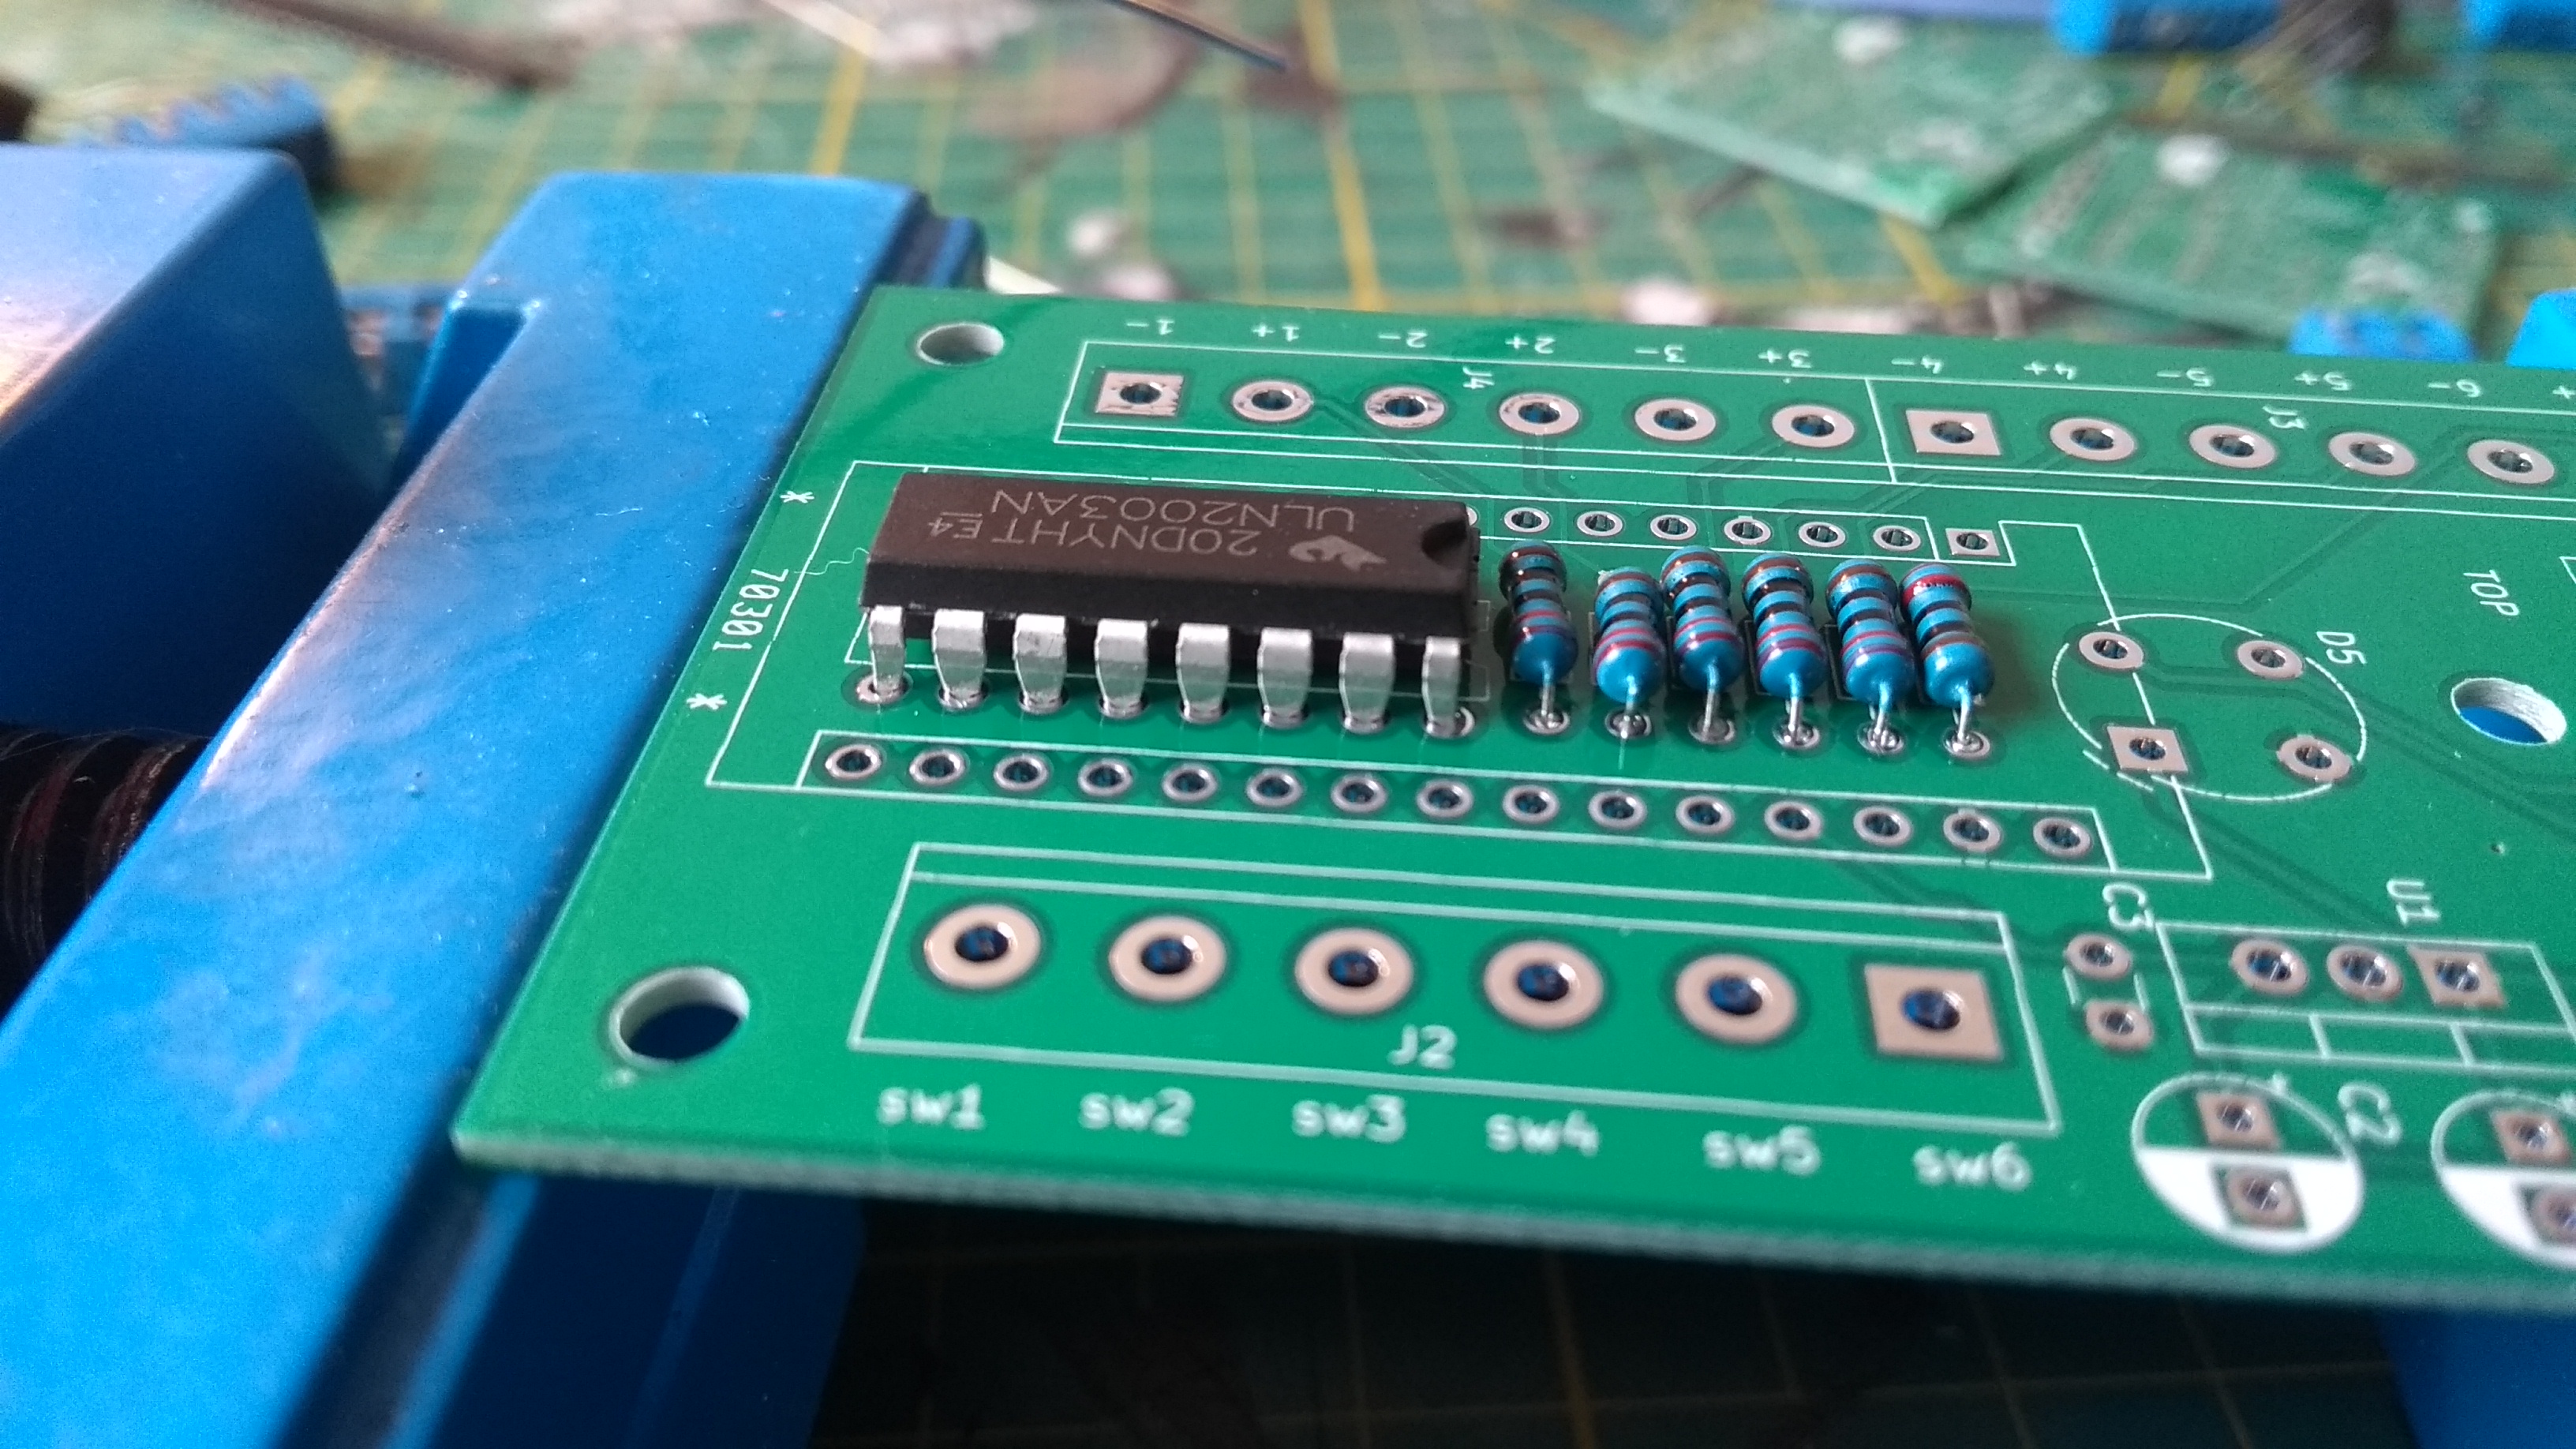 1- 1+ 2- 2+ 3- 3+ 4- 4+ 5- 5+ 6-
J4
J3
20DNYHT E4
ULN2003AN
* 70301 *
TOP
D5
C3
U1
J2
C2
sw1 sw2 sw3 sw4 sw5 sw6